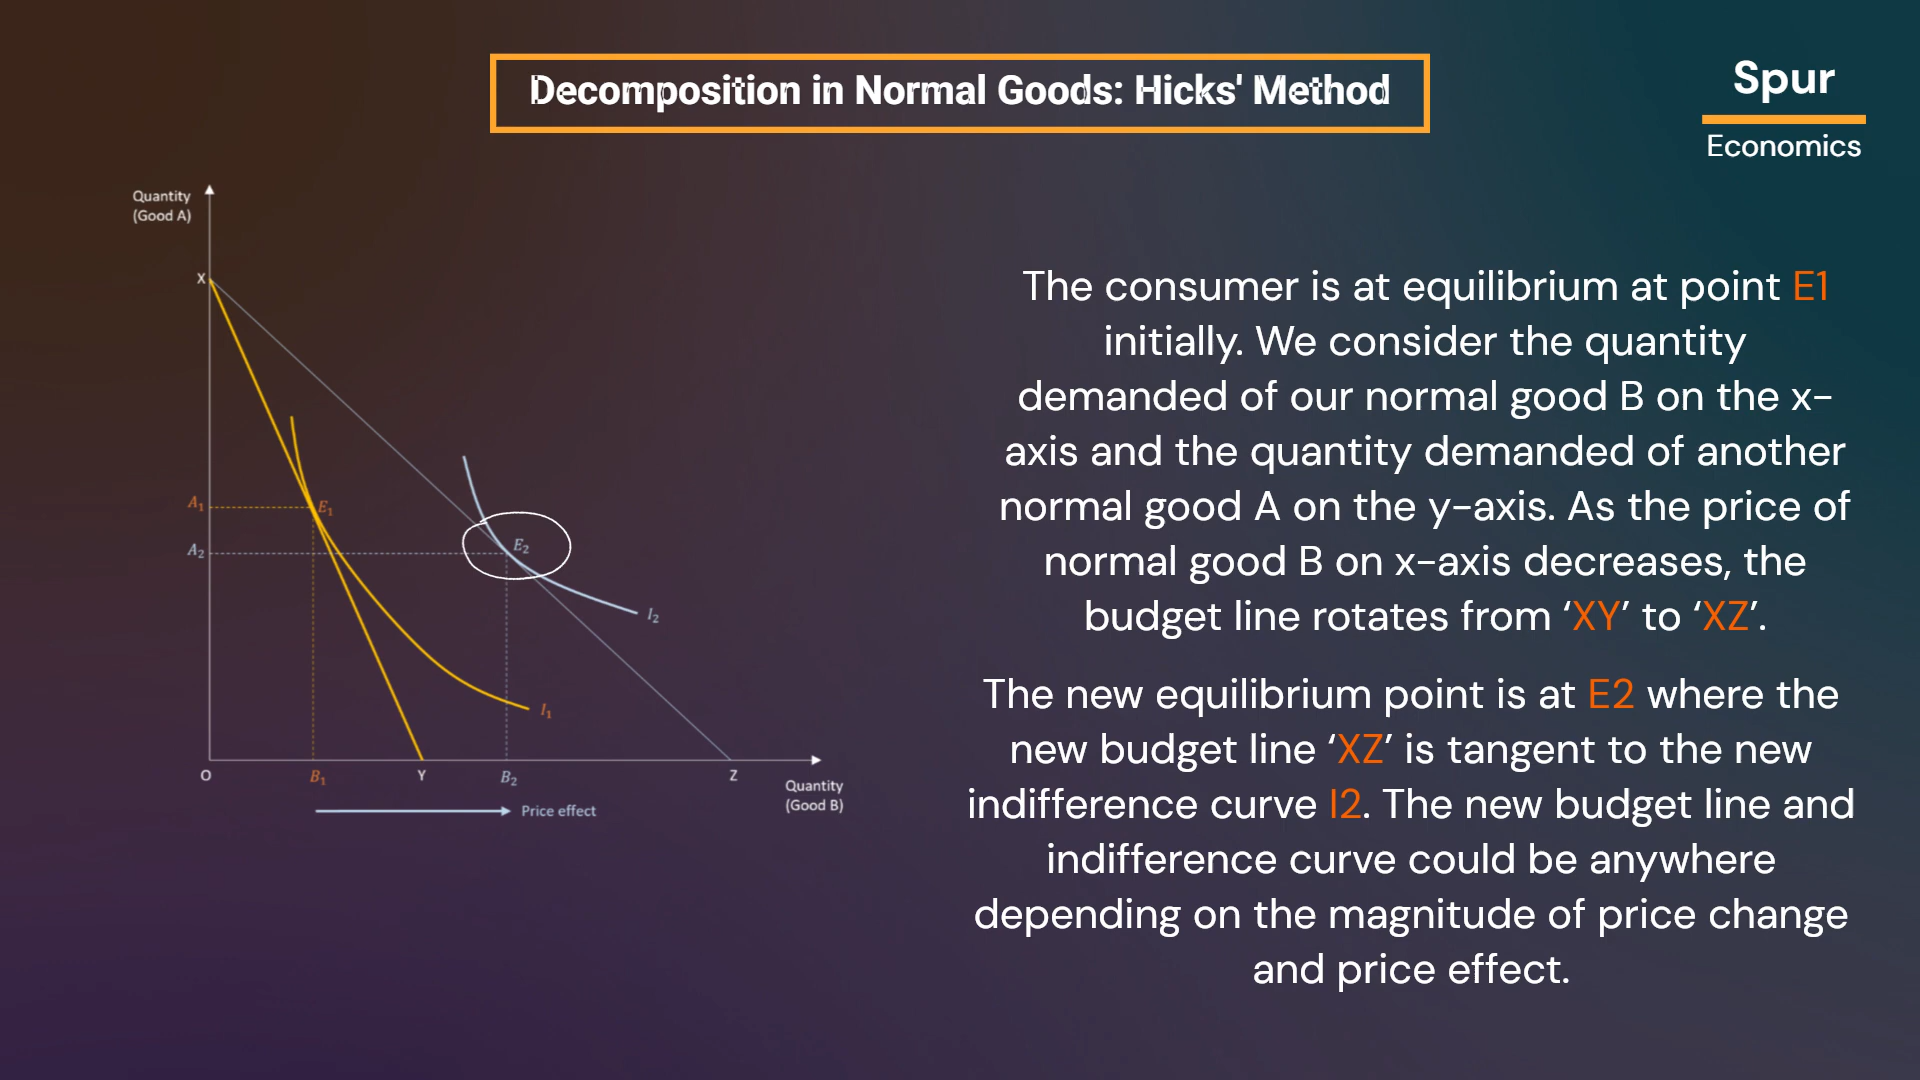 Decomposition in Normal Goods: Hicks' Method
Spur
Economics
Quantity
(Good A)
X
A₁
E₁
A₂
E₂
I₂
I₁
O
B₁
Y
B₂
Z
Quantity
(Good B)
Price effect
The consumer is at equilibrium at point E1
initially. We consider the quantity
demanded of our normal good B on the x-
axis and the quantity demanded of another
normal good A on the y-axis. As the price of
normal good B on x-axis decreases, the
budget line rotates from ‘XY’ to ‘XZ’.
The new equilibrium point is at E2 where the
new budget line ‘XZ’ is tangent to the new
indifference curve I2. The new budget line and
indifference curve could be anywhere
depending on the magnitude of price change
and price effect.